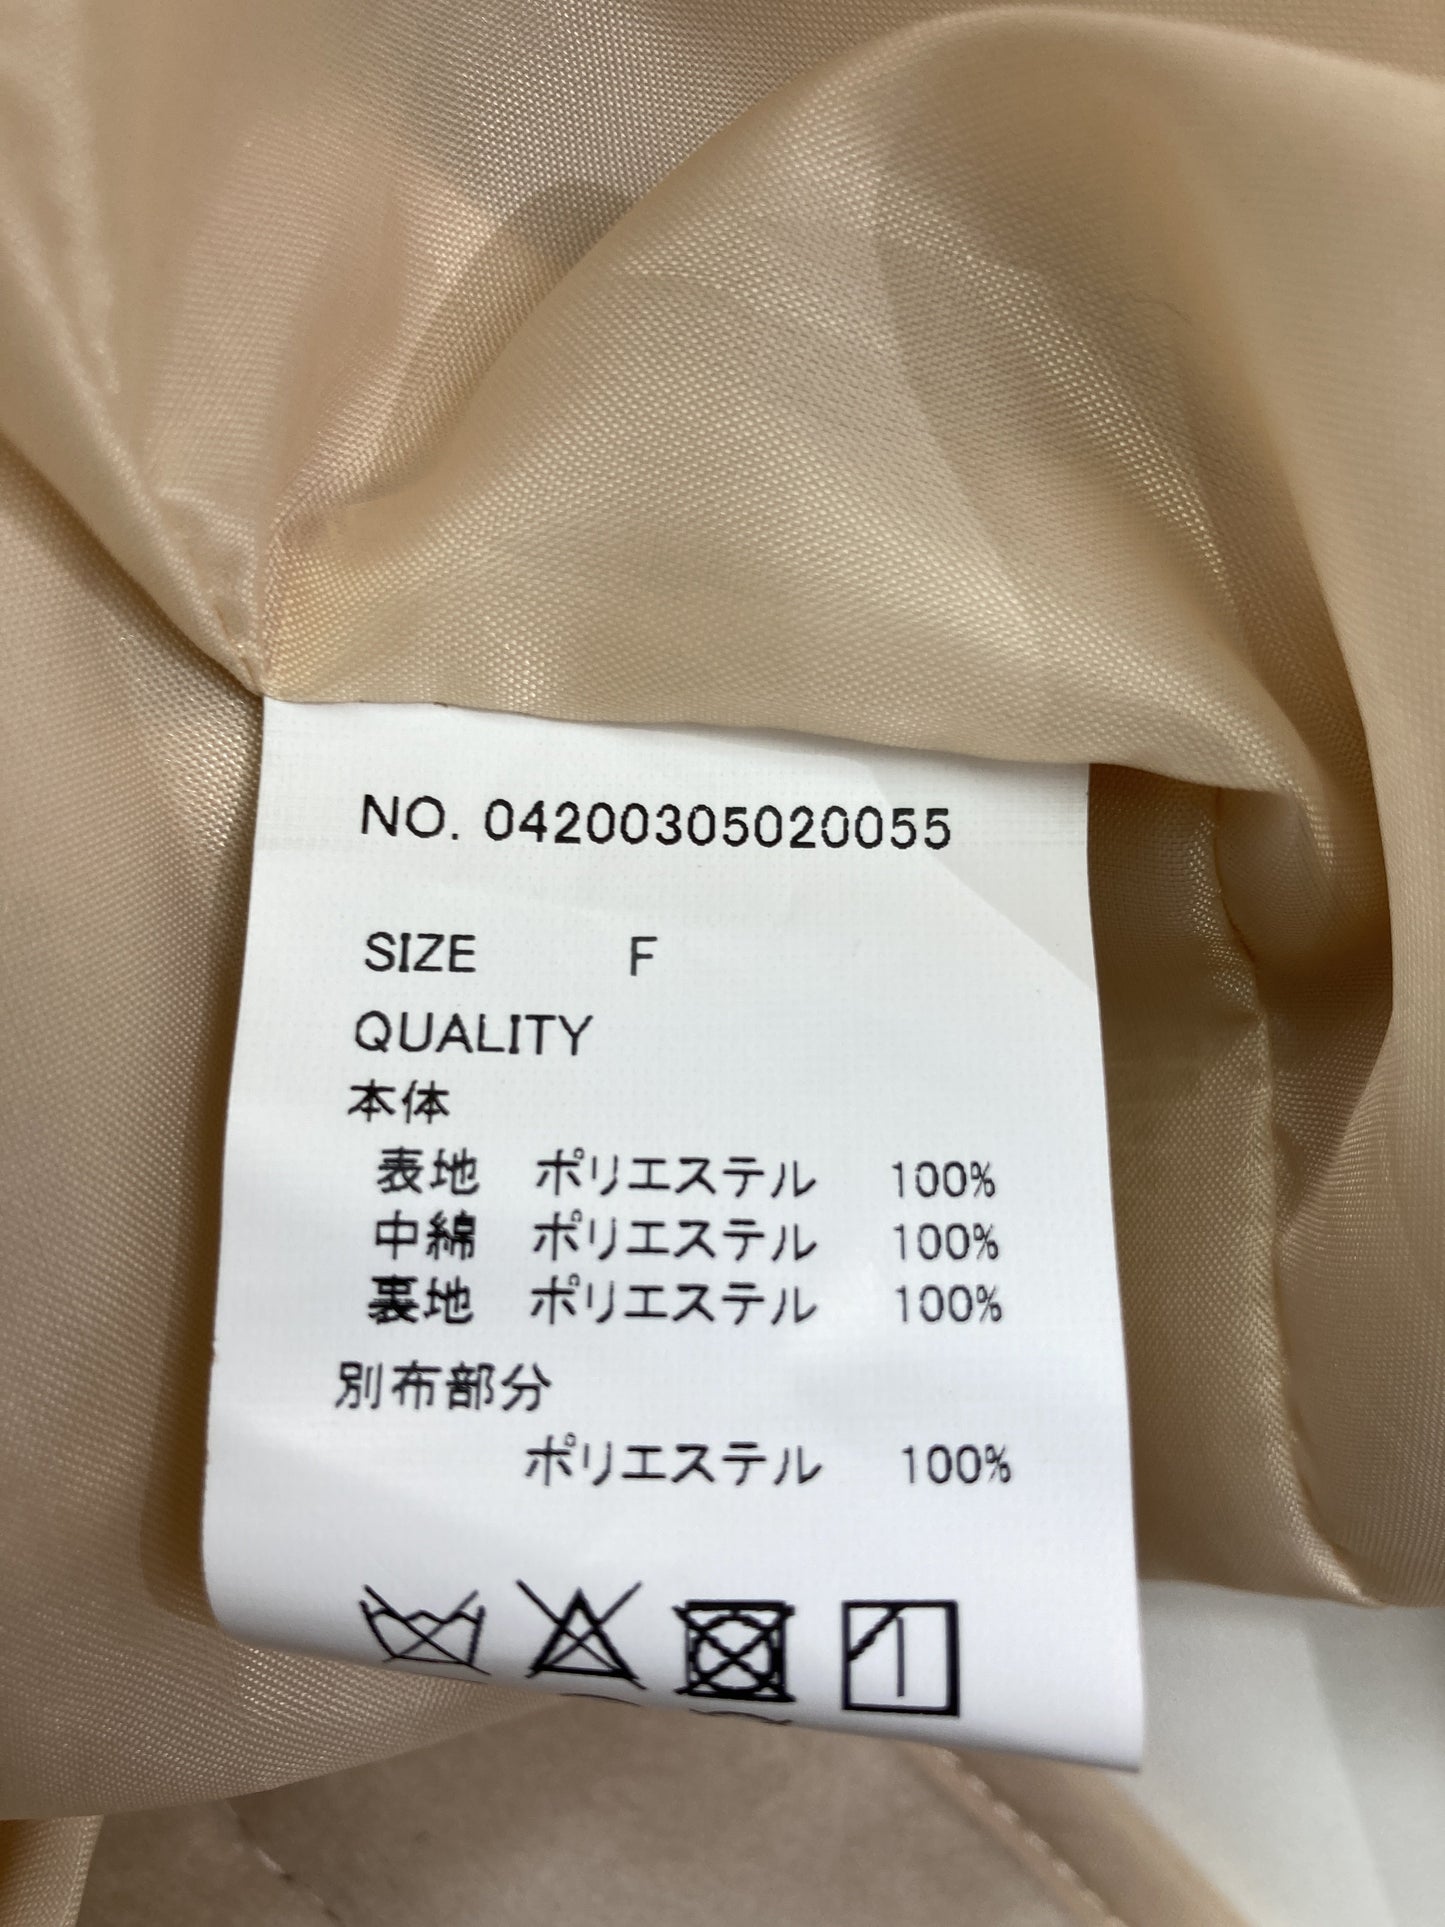 NO. 04200305020055
SIZE F
QUALITY
本体
表地 ポリエステル 100%
中綿 ポリエステル 100%
裏地 ポリエステル 100%
別布部分
ポリエステル 100%